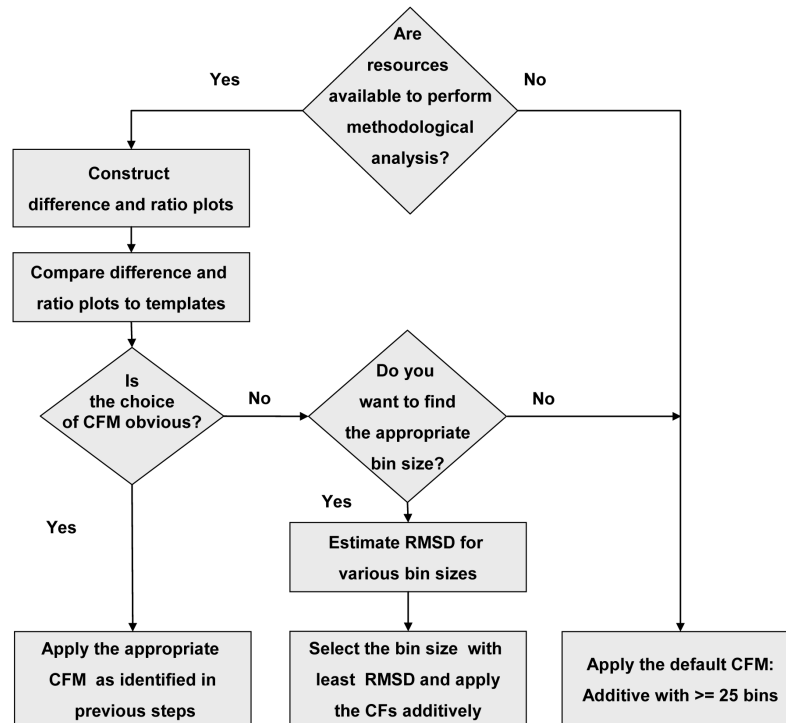 Are
resources
available to perform
methodological
analysis?
Yes
No
Construct
difference and ratio plots
Compare difference and
ratio plots to templates
Is
the choice
of CFM obvious?
No
Do you
want to find
the appropriate
bin size?
No
Yes
Yes
Estimate RMSD for
various bin sizes
Apply the appropriate
CFM as identified in
previous steps
Select the bin size with
least RMSD and apply
the CFs additively
Apply the default CFM:
Additive with >= 25 bins